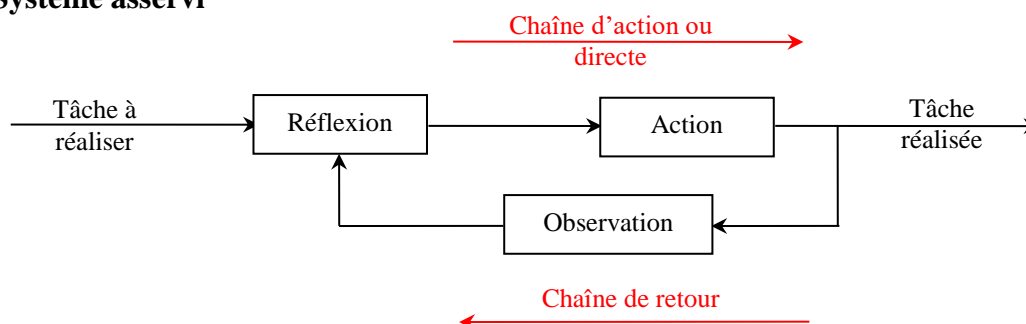 système asservi
Chaîne d’action ou
directe
Tâche à
réaliser
Réflexion
Action
Tâche
réalisée
Observation
Chaîne de retour